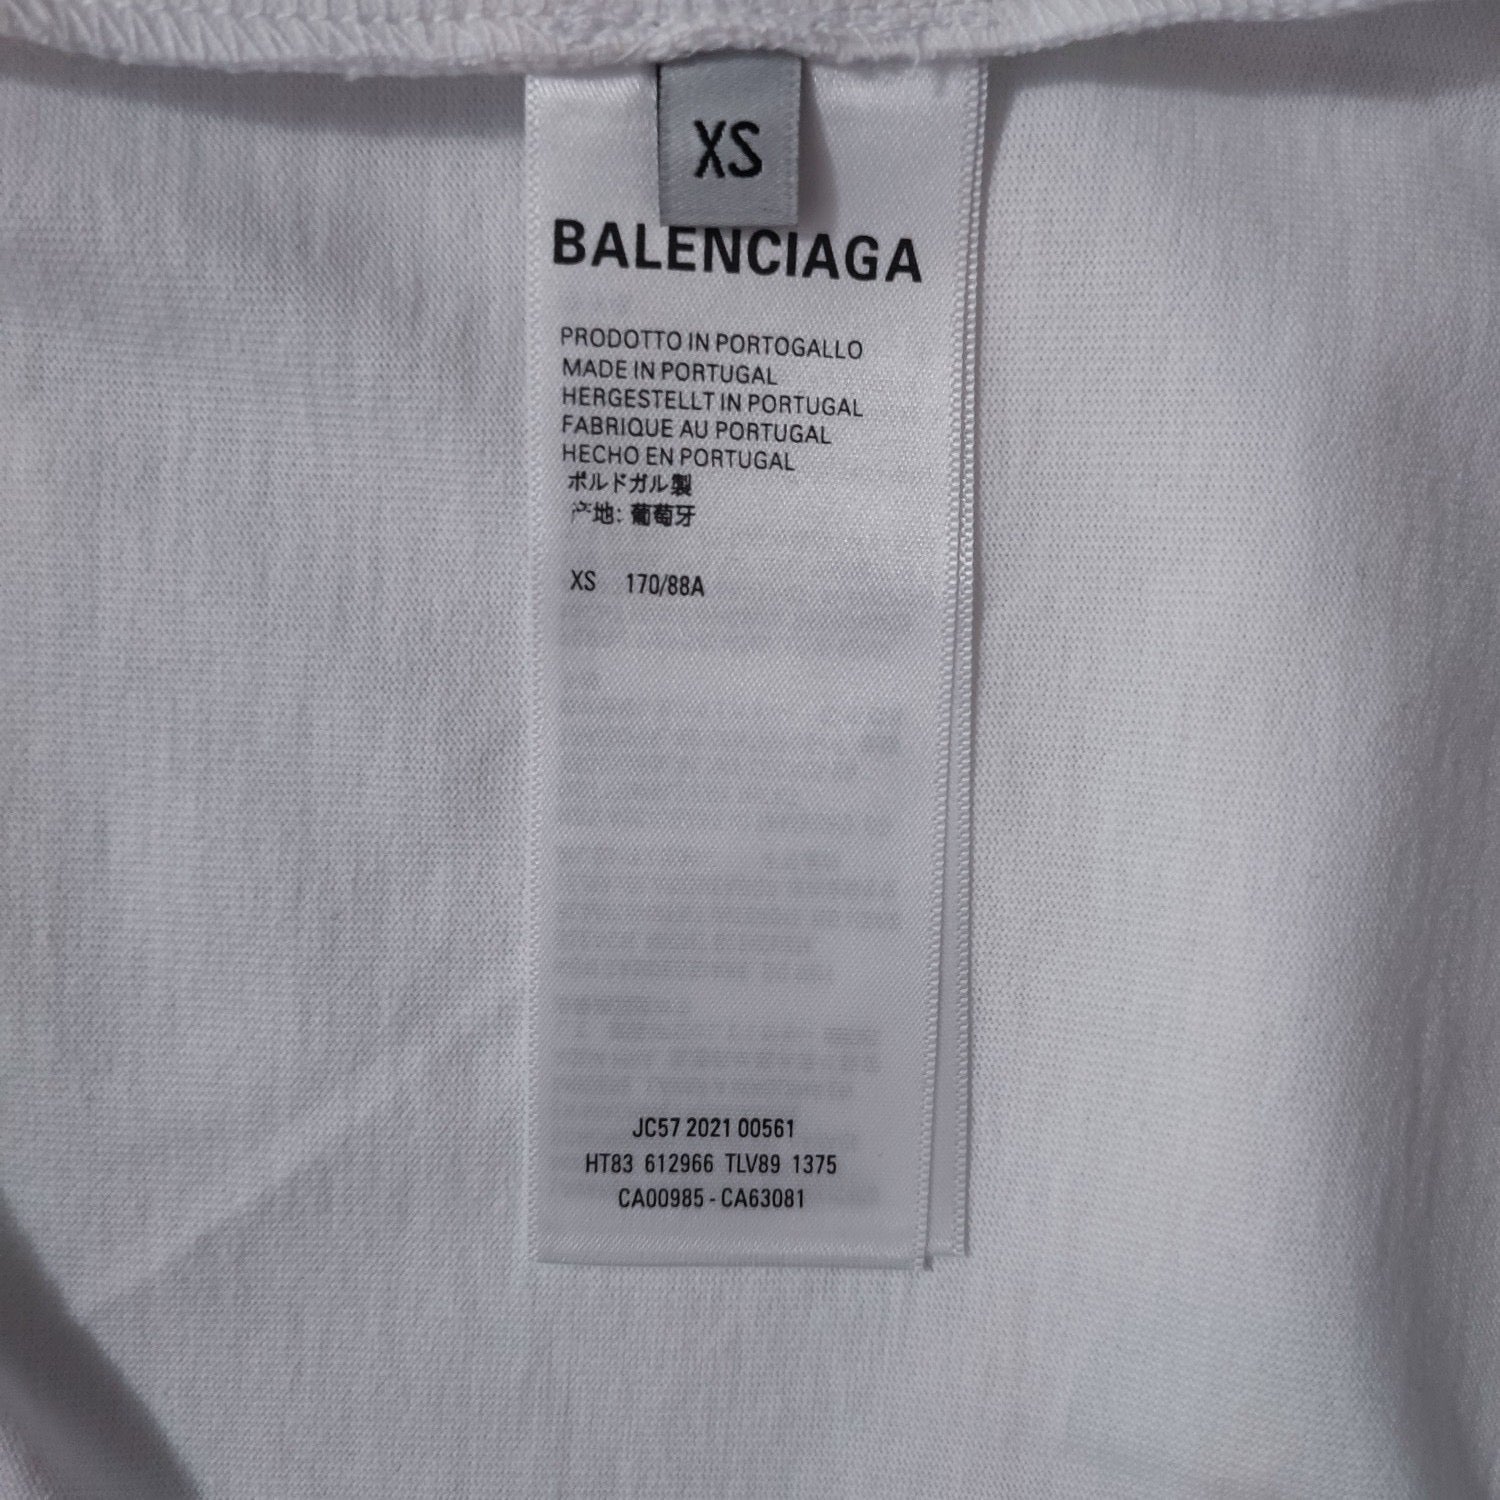 XS
BALENCIAGA
PRODOTTO IN PORTOGALLO
MADE IN PORTUGAL
HERGESTELLT IN PORTUGAL
FABRIQUE AU PORTUGAL
HECHO EN PORTUGAL
ポルトガル製
产地: 葡萄牙
XS 170/88A
JC57 2021 00561
HT83 612966 TLV89 1375
CA00985 - CA63081